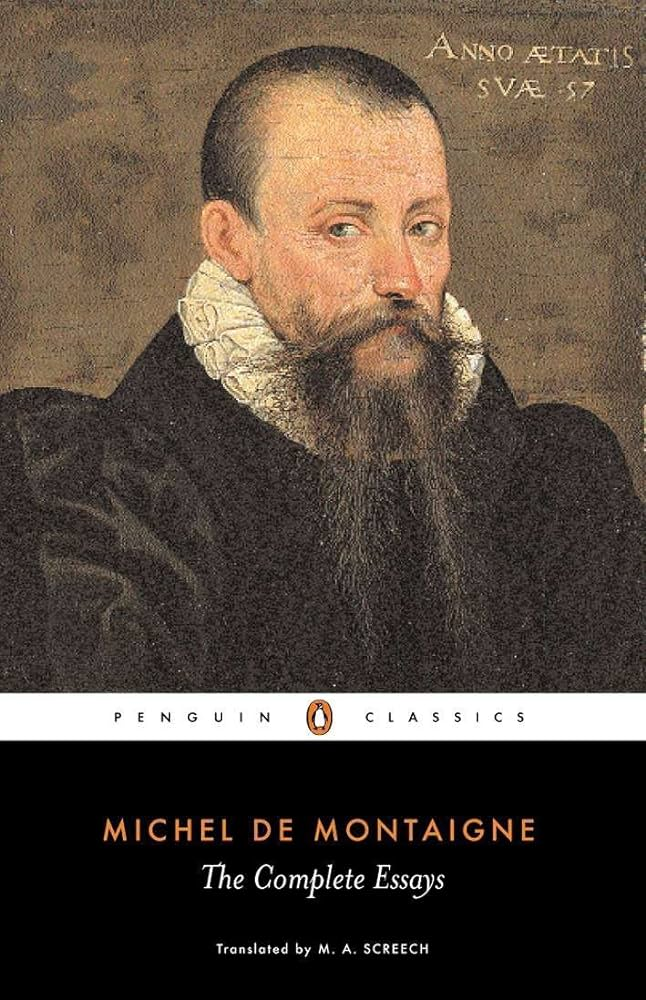 ANNO ÆTATIS
SVÆ ·57
PENGUIN CLASSICS
MICHEL DE MONTAIGNE
The Complete Essays
Translated by M. A. SCREECH